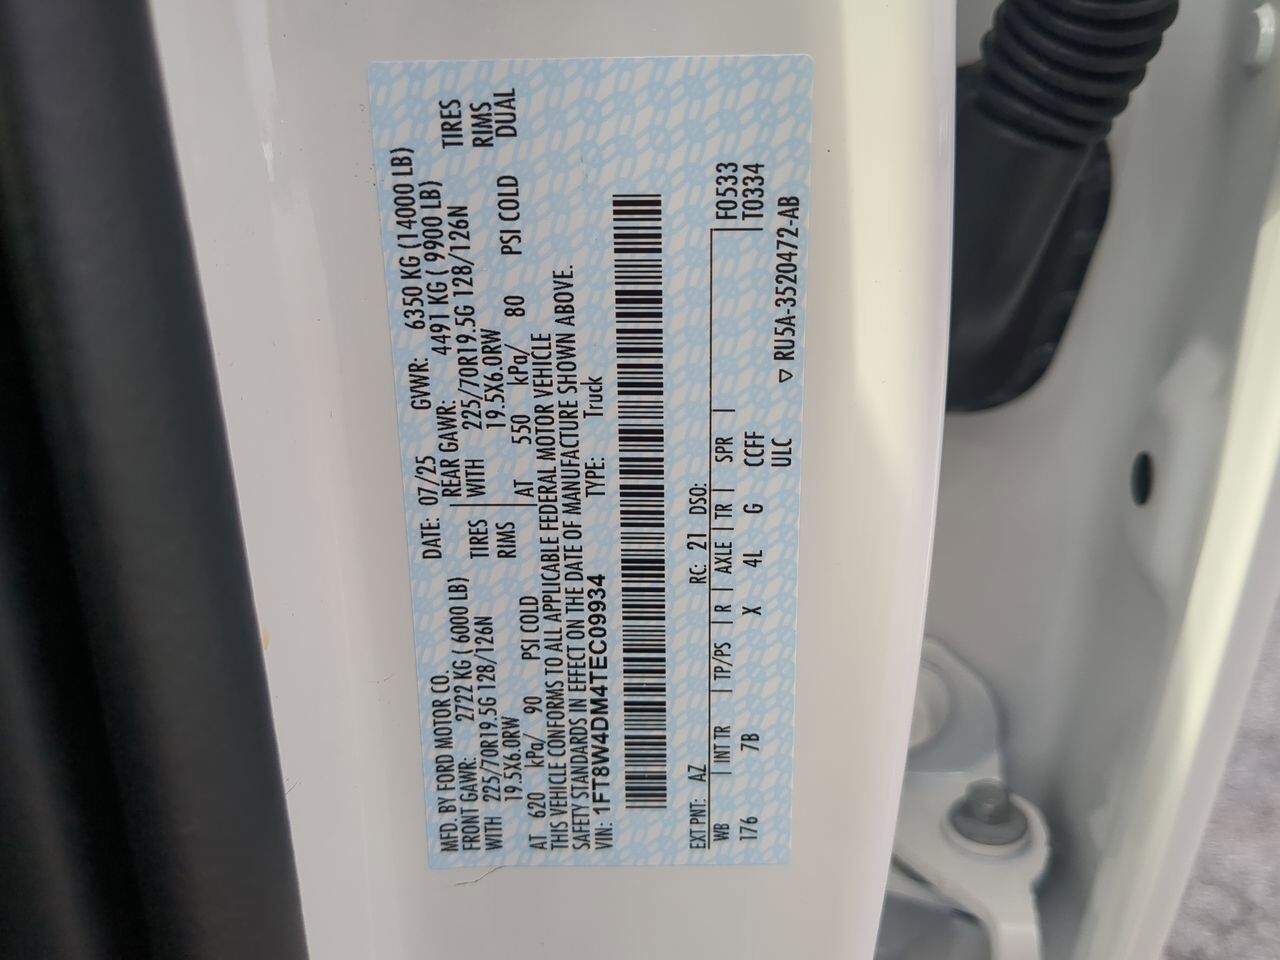 MFD. BY FORD MOTOR CO.
DATE: 07/25 GVWR: 6350 KG (14000 LB)
FRONT GAWR: 2722 KG ( 6000 LB)
REAR GAWR: 4491 KG ( 9900 LB)
WITH 225/70R19.5G 128/126N TIRES
WITH 225/70R19.5G 128/126N TIRES
19.5X6.0RW RIMS
19.5X6.0RW RIMS
AT 620 kPa/ 90 PSI COLD
AT 550 kPa/ 80 PSI COLD DUAL
THIS VEHICLE CONFORMS TO ALL APPLICABLE FEDERAL MOTOR VEHICLE
SAFETY STANDARDS IN EFFECT ON THE DATE OF MANUFACTURE SHOWN ABOVE.
VIN: 1FT8W4DM4TEC09934 TYPE: Truck
EXT PNT: AZ RC: 21 DSO: F0533
WB INT TR TP/PS R AXLE TR SPR T0334
176 7B X 4L G CCFF
ULC ▽ RU5A-3520472-AB